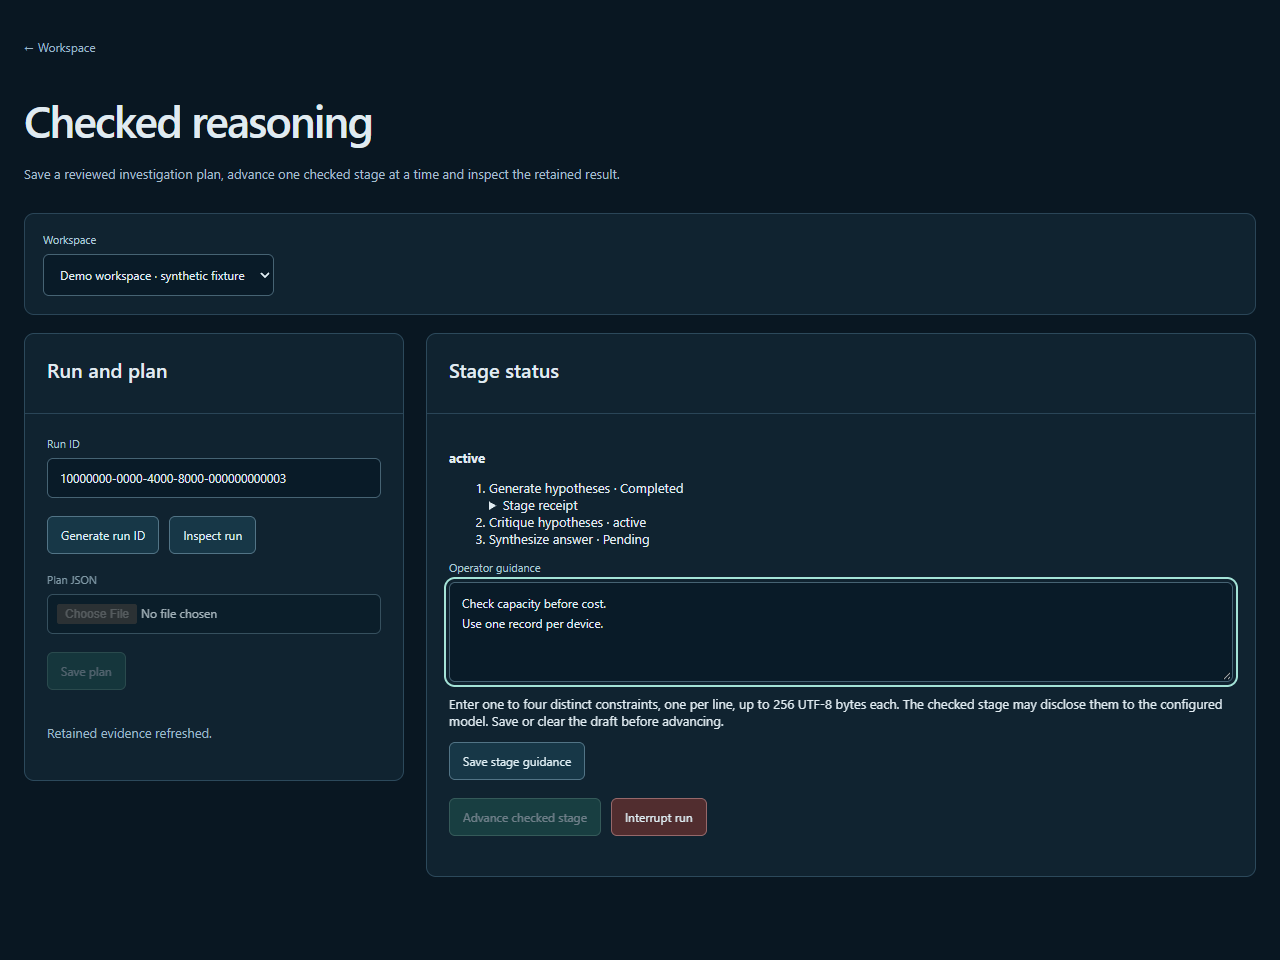 ← Workspace
Checked reasoning
Save a reviewed investigation plan, advance one checked stage at a time and inspect the retained result.
Workspace
Demo workspace · synthetic fixture
Run and plan
Run ID
10000000-0000-4000-8000-000000000003
Generate run ID
Inspect run
Plan JSON
Choose File No file chosen
Save plan
Retained evidence refreshed.
Stage status
active
1. Generate hypotheses · Completed
▶ Stage receipt
2. Critique hypotheses · active
3. Synthesize answer · Pending
Operator guidance
Check capacity before cost.
Use one record per device.
Enter one to four distinct constraints, one per line, up to 256 UTF-8 bytes each. The checked stage may disclose them to the configured
model. Save or clear the draft before advancing.
Save stage guidance
Advance checked stage
Interrupt run